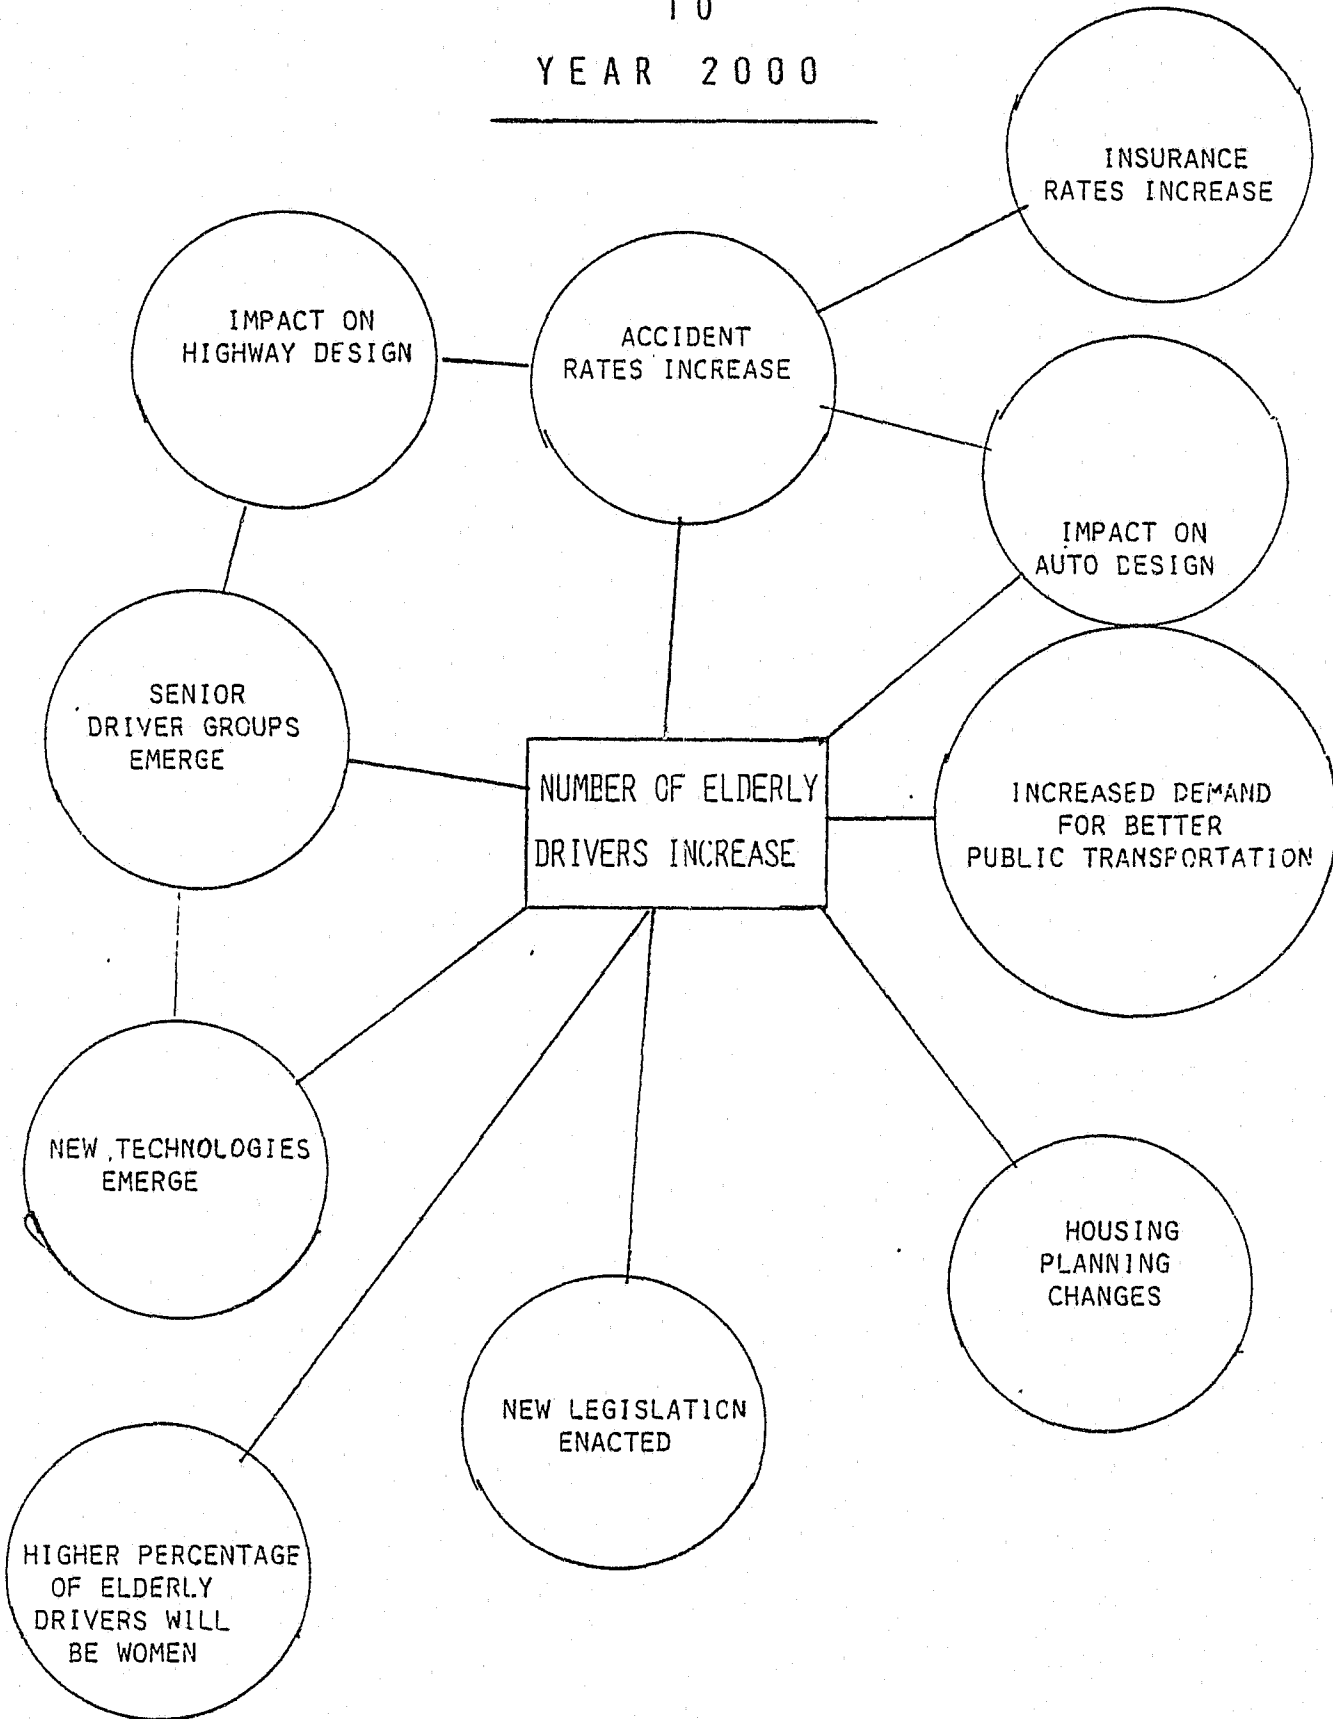 TO
YEAR 2000
INSURANCE
RATES INCREASE
IMPACT ON
HIGHWAY DESIGN
ACCIDENT
RATES INCREASE
IMPACT ON
AUTO DESIGN
SENIOR
DRIVER GROUPS
EMERGE
NUMBER OF ELDERLY
DRIVERS INCREASE
INCREASED DEMAND
FOR BETTER
PUBLIC TRANSPORTATION
NEW TECHNOLOGIES
EMERGE
HOUSING
PLANNING
CHANGES
NEW LEGISLATION
ENACTED
HIGHER PERCENTAGE
OF ELDERLY
DRIVERS WILL
BE WOMEN